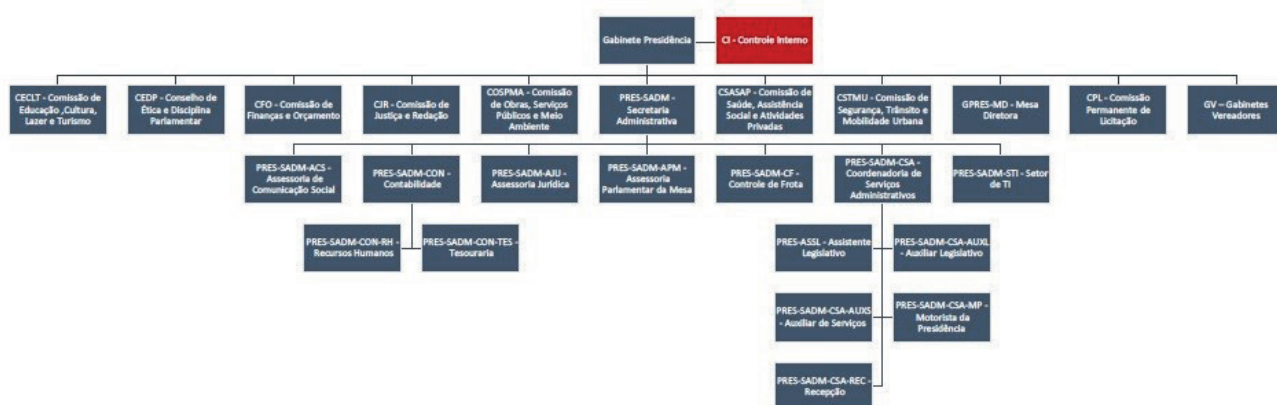 Gabinete Presidência
CI - Controle Interno
CECLT - Comissão de
Educação ,Cultura,
Lazer e Turismo
CEDP - Conselho de
Ética e Disciplina
Parlamentar
CFO - Comissão de
Finanças e Orçamento
CJR - Comissão de
Justiça e Redação
COSPMA - Comissão
de Obras, Serviços
Públicos e Meio
Ambiente
PRES-SADM -
Secretaria
Administrativa
CSASAP - Comissão de
Saúde, Assistência
Social e Atividades
Privadas
CSTMU - Comissão de
Segurança, Trânsito e
Mobilidade Urbana
GPRES-MD - Mesa
Diretora
CPL - Comissão
Permanente de
Licitação
GV – Gabinetes
Vereadores
PRES-SADM-ACS -
Assessoria de
Comunicação Social
PRES-SADM-CON -
Contabilidade
PRES-SADM-AJU -
Assessoria Jurídica
PRES-SADM-APM -
Assessoria
Parlamentar da Mesa
PRES-SADM-CF -
Controle de Frota
PRES-SADM-CSA -
Coordenadoria de
Serviços
Administrativos
PRES-SADM-STI - Setor
de TI
PRES-SADM-CON-RH -
Recursos Humanos
PRES-SADM-CON-TES -
Tesouraria
PRES-ASSL - Assistente
Legislativo
PRES-SADM-CSA-AUXL
- Auxiliar Legislativo
PRES-SADM-CSA-AUXS
- Auxiliar de Serviços
PRES-SADM-CSA-MP -
Motorista da
Presidência
PRES-SADM-CSA-REC -
Recepção